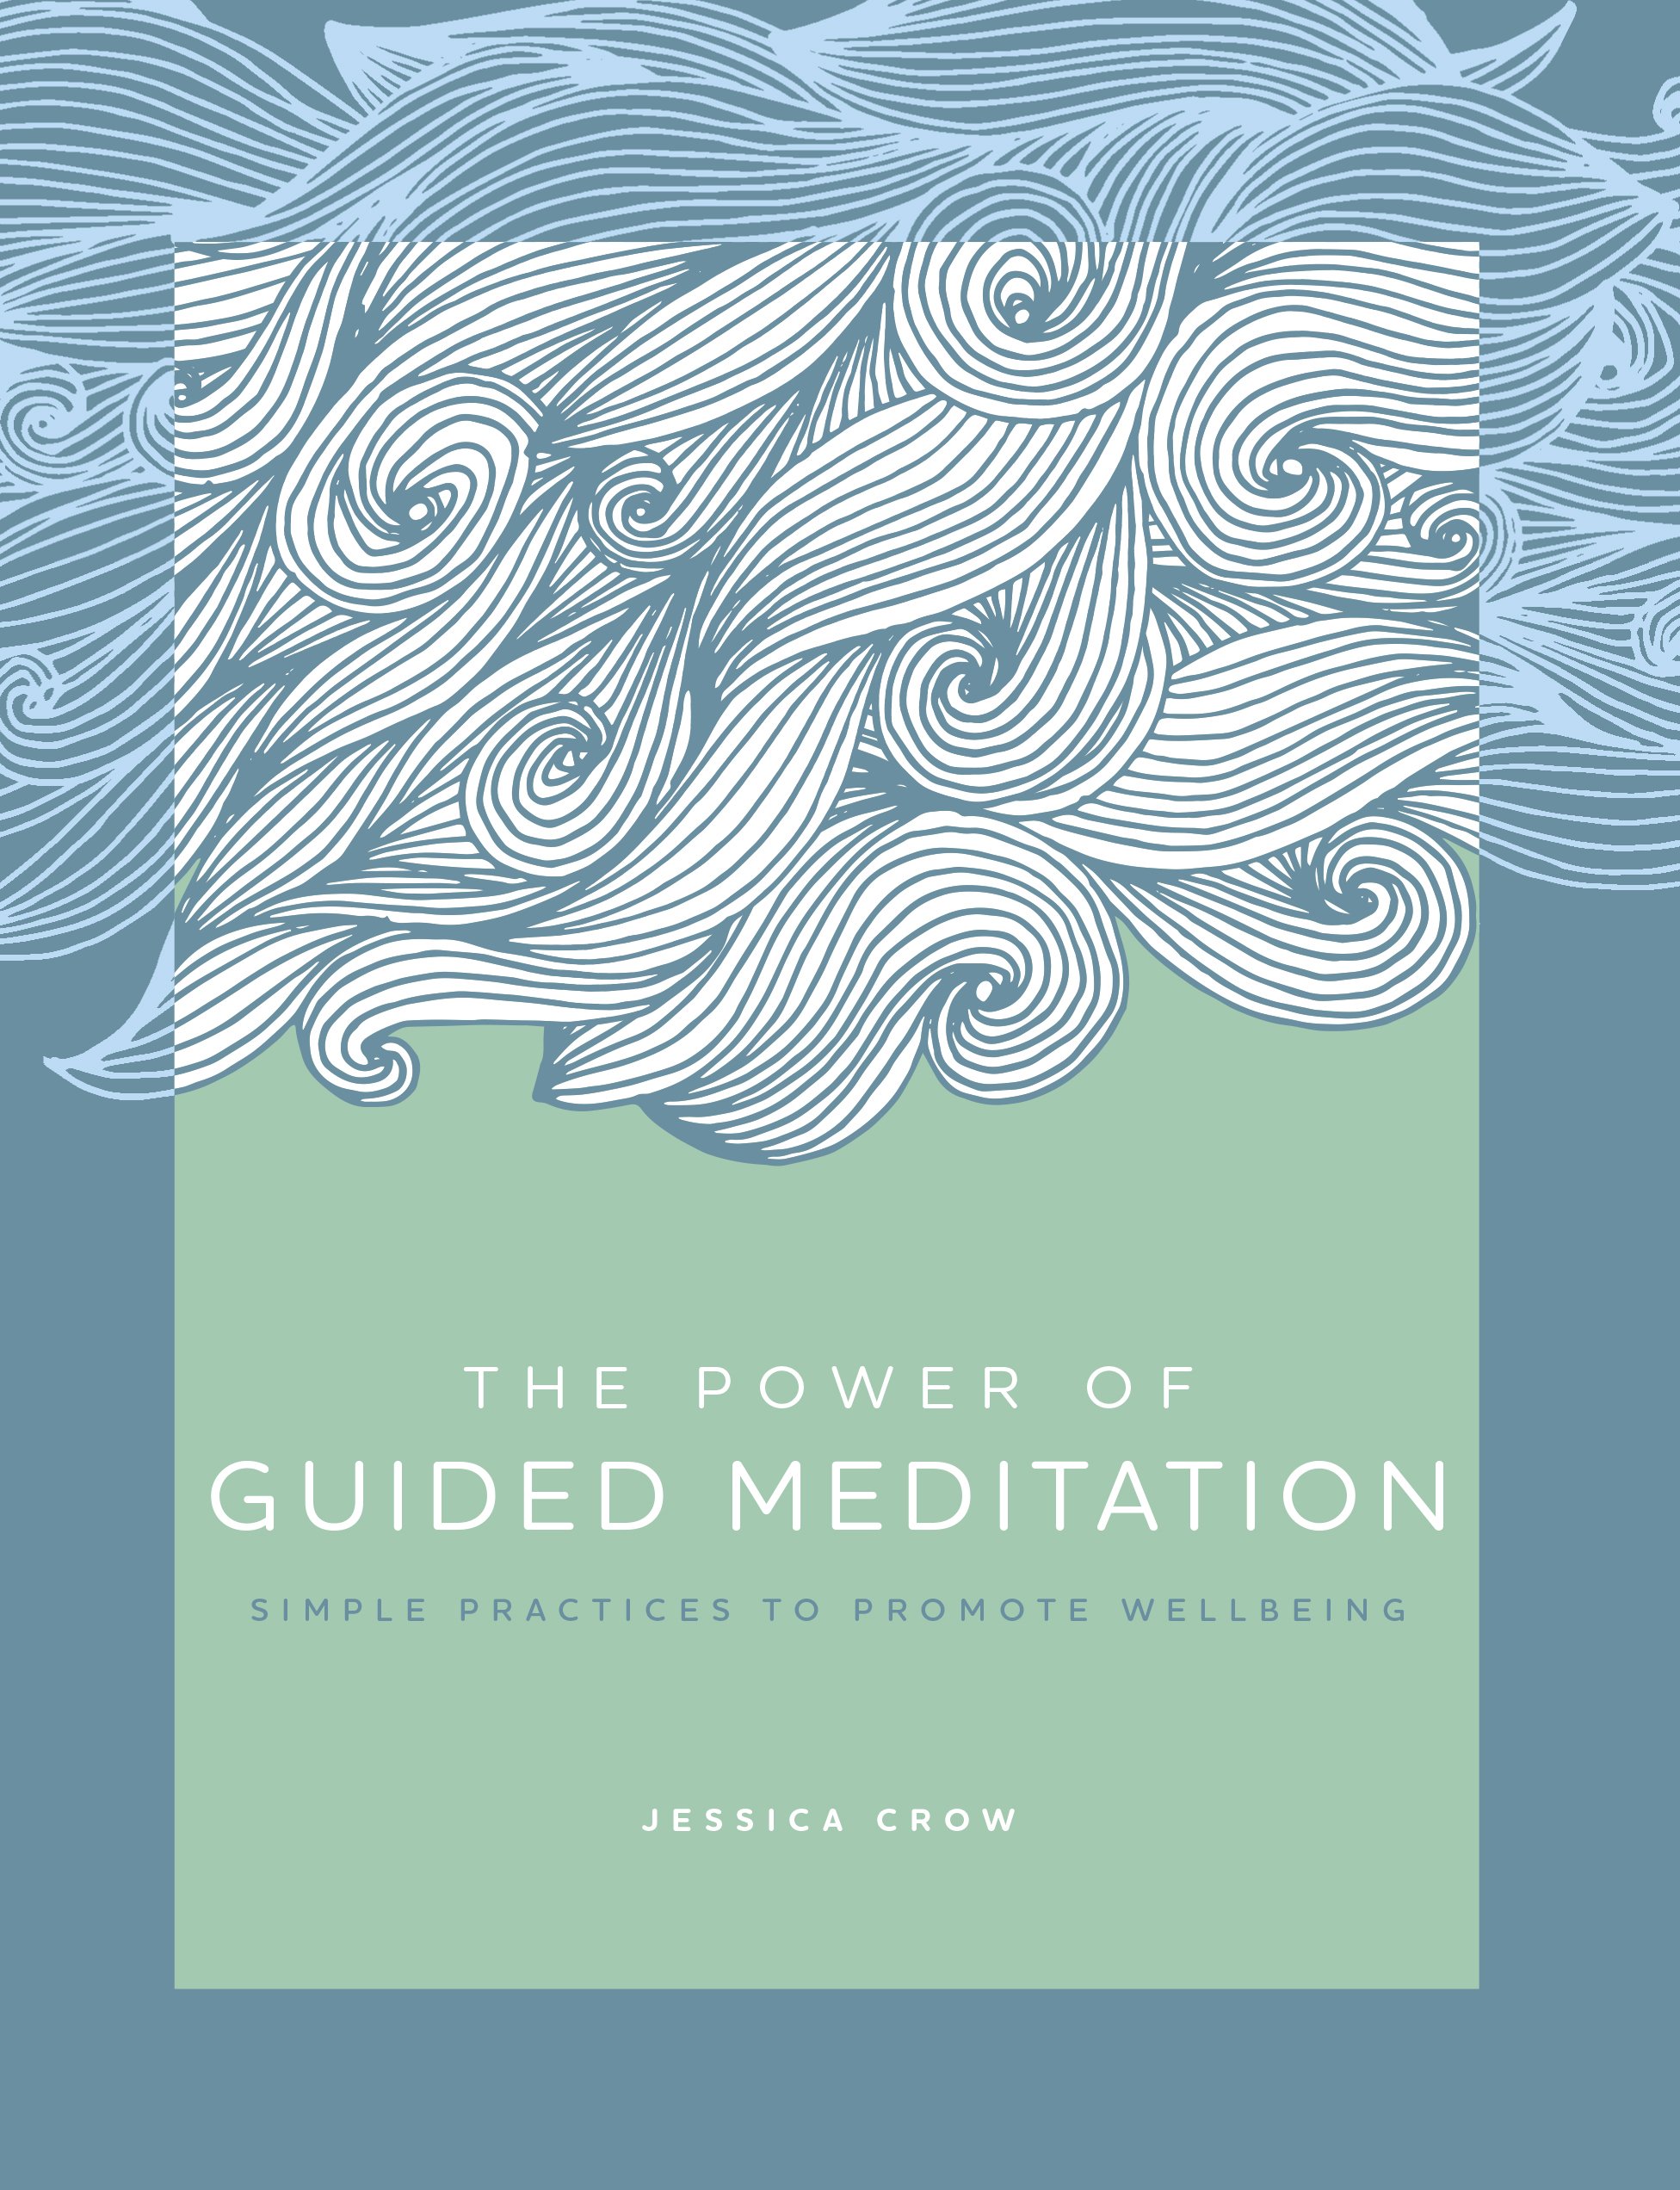 THE POWER OF
GUIDED MEDITATION
SIMPLE PRACTICES TO PROMOTE WELLBEING
JESSICA CROW